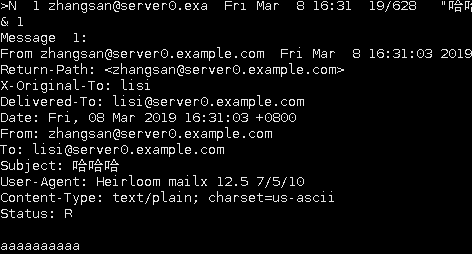 >N  1 zhangsan@server0.exa  Fri Mar  8 16:31  19/628   "哈哈
& 1
Message  1:
From zhangsan@server0.example.com  Fri Mar  8 16:31:03 2019
Return-Path: <zhangsan@server0.example.com>
X-Original-To: lisi
Delivered-To: lisi@server0.example.com
Date: Fri, 08 Mar 2019 16:31:03 +0800
From: zhangsan@server0.example.com
To: lisi@server0.example.com
Subject: 哈哈哈
User-Agent: Heirloom mailx 12.5 7/5/10
Content-Type: text/plain; charset=us-ascii
Status: R
aaaaaaaaaa